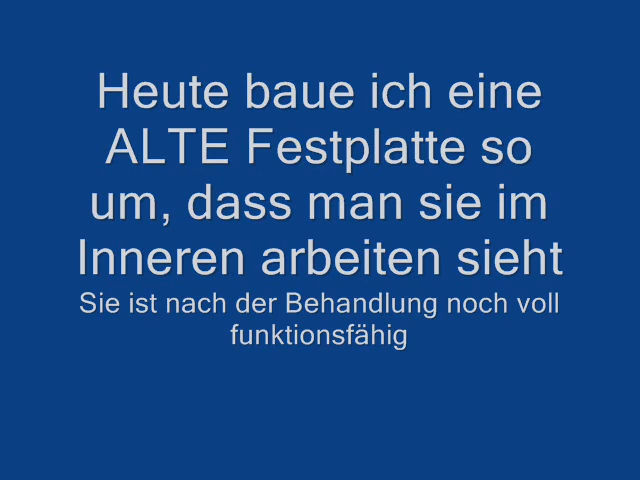 Heute baue ich eine
ALTE Festplatte so
um, dass man sie im
Inneren arbeiten sieht
Sie ist nach der Behandlung noch voll
funktionsfähig